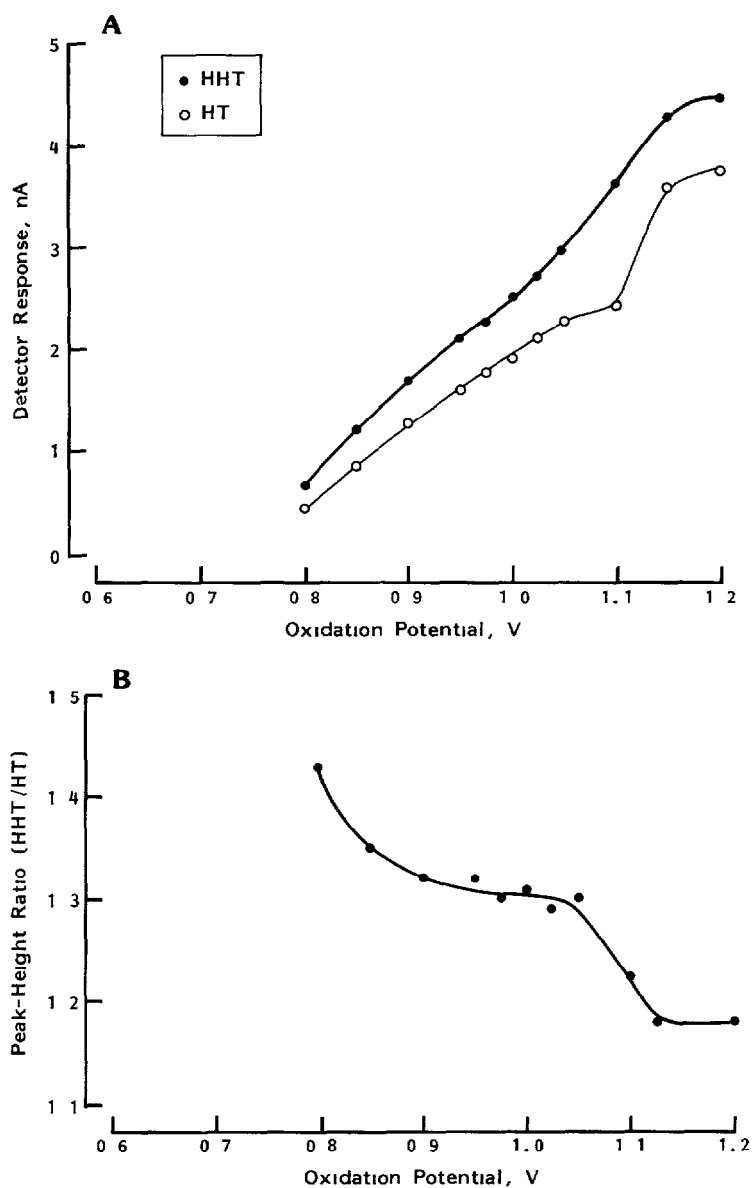 A
5
4
3
2
1
0
Detector Response, nA
HHT
HT
0 6 0 7 0 8 0 9 1 0 1.1 1 2
Oxidation Potential, V
B
1 5
1 4
1 3
1 2
1 1
Peak-Height Ratio (HHT/HT)
0 6 0 7 0 8 0 9 1.0 1 1 1.2
Oxidation Potential, V